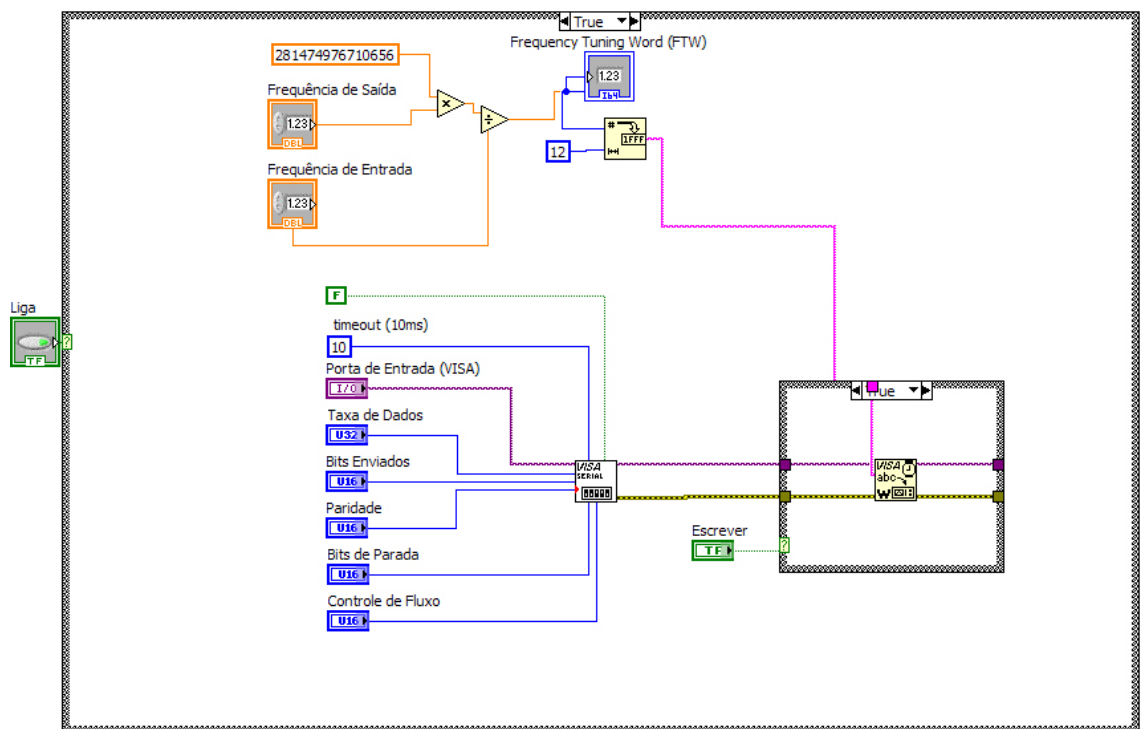 True
Frequency Tuning Word (FTW)
281474976710656
1.23
I64
Frequência de Saída
1.23
DBL
#
1FFF
12
Frequência de Entrada
1.23
DBL
F
Liga
TF
?
timeout (10ms)
10
Porta de Entrada (VISA)
I/O
True
Taxa de Dados
U32
Bits Enviados
U16
VISA
SERIAL
VISA
abc
W
Paridade
U16
Escrever
TF
?
Bits de Parada
U16
Controle de Fluxo
U16